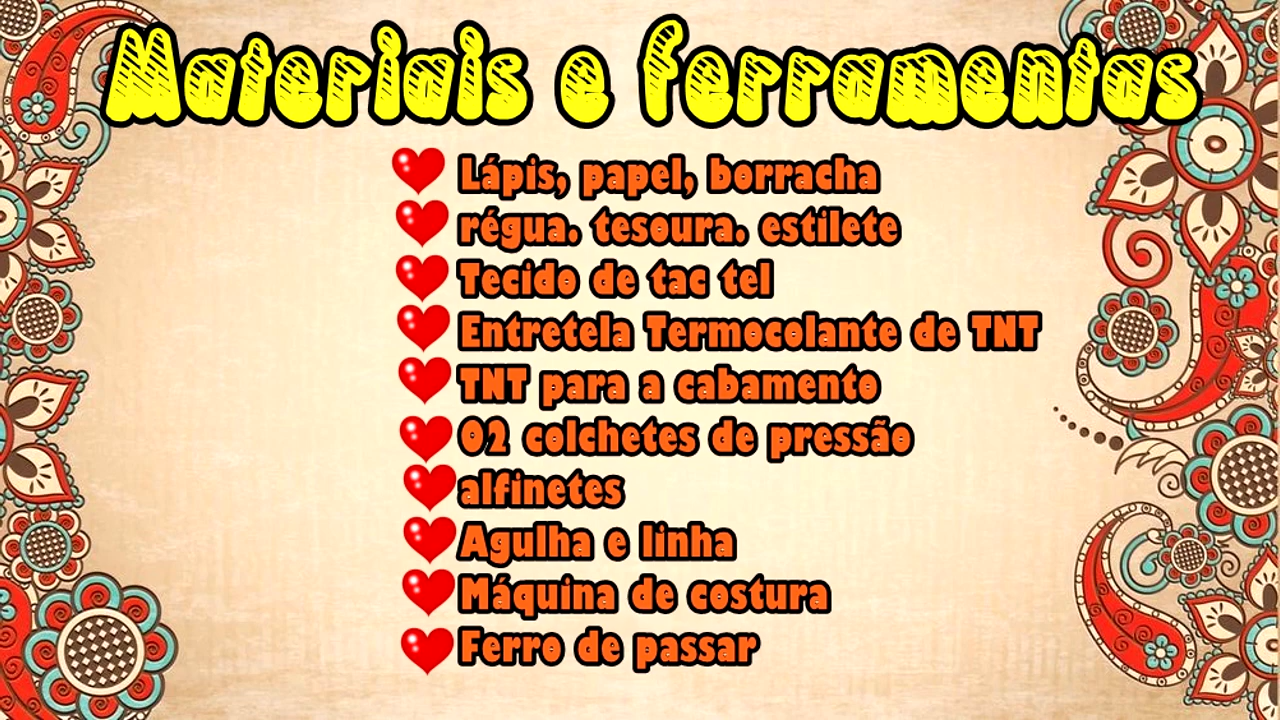 Materiais e ferramentas
Lápis, papel, borracha
régua. tesoura. estilete
Tecido de tac tel
Entretela Termocolante de TNT
TNT para a cabamento
02 colchetes de pressão
alfinetes
Agulha e linha
Máquina de costura
Ferro de passar